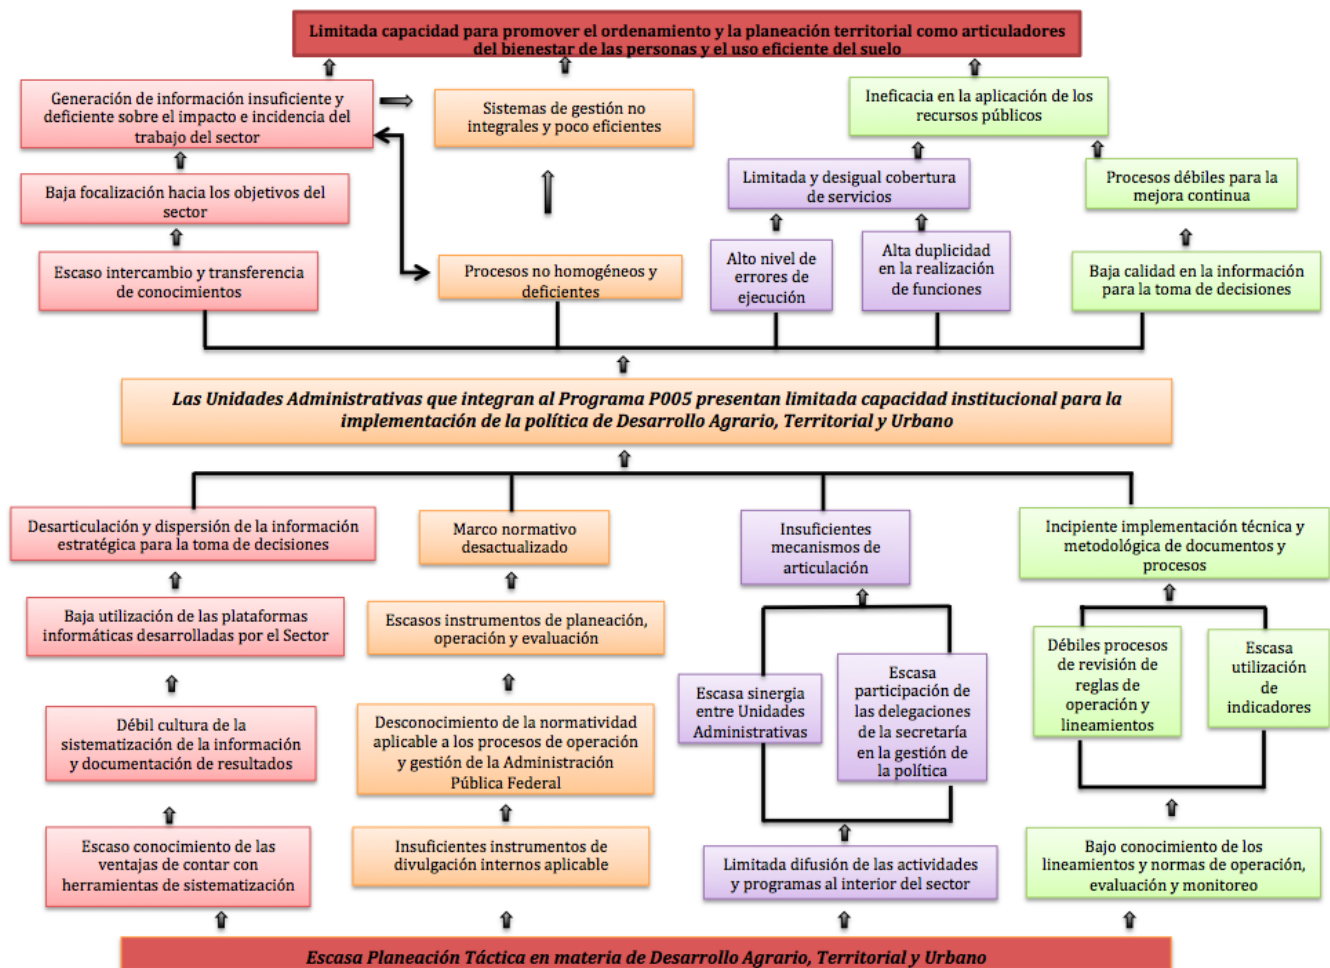 Limitada capacidad para promover el ordenamiento y la planeación territorial como articuladores
del bienestar de las personas y el uso eficiente del suelo
Generación de información insuficiente y
deficiente sobre el impacto e incidencia del
trabajo del sector
Sistemas de gestión no
integrales y poco eficientes
Ineficacia en la aplicación de los
recursos públicos
Baja focalización hacia los objetivos del
sector
Limitada y desigual cobertura
de servicios
Procesos débiles para la
mejora continua
Escaso intercambio y transferencia
de conocimientos
Procesos no homogéneos y
deficientes
Alto nivel de
errores de
ejecución
Alta duplicidad
en la realización
de funciones
Baja calidad en la información
para la toma de decisiones
Las Unidades Administrativas que integran al Programa P005 presentan limitada capacidad institucional para la
implementación de la política de Desarrollo Agrario, Territorial y Urbano
Desarticulación y dispersión de la información
estratégica para la toma de decisiones
Marco normativo
desactualizado
Insuficientes
mecanismos de
articulación
Incipiente implementación técnica y
metodológica de documentos y
procesos
Baja utilización de las plataformas
informáticas desarrolladas por el Sector
Escasos instrumentos de planeación,
operación y evaluación
Escasa sinergia
entre Unidades
Administrativas
Escasa
participación de
las delegaciones
de la secretaría
en la gestión de
la política
Débiles procesos
de revisión de
reglas de
operación y
lineamientos
Escasa
utilización
de
indicadores
Débil cultura de la
sistematización de la información
y documentación de resultados
Desconocimiento de la normatividad
aplicable a los procesos de operación
y gestión de la Administración
Pública Federal
Escaso conocimiento de las
ventajas de contar con
herramientas de sistematización
Insuficientes instrumentos de
divulgación internos aplicable
Limitada difusión de las actividades
y programas al interior del sector
Bajo conocimiento de los
lineamientos y normas de operación,
evaluación y monitoreo
Escasa Planeación Táctica en materia de Desarrollo Agrario, Territorial y Urbano